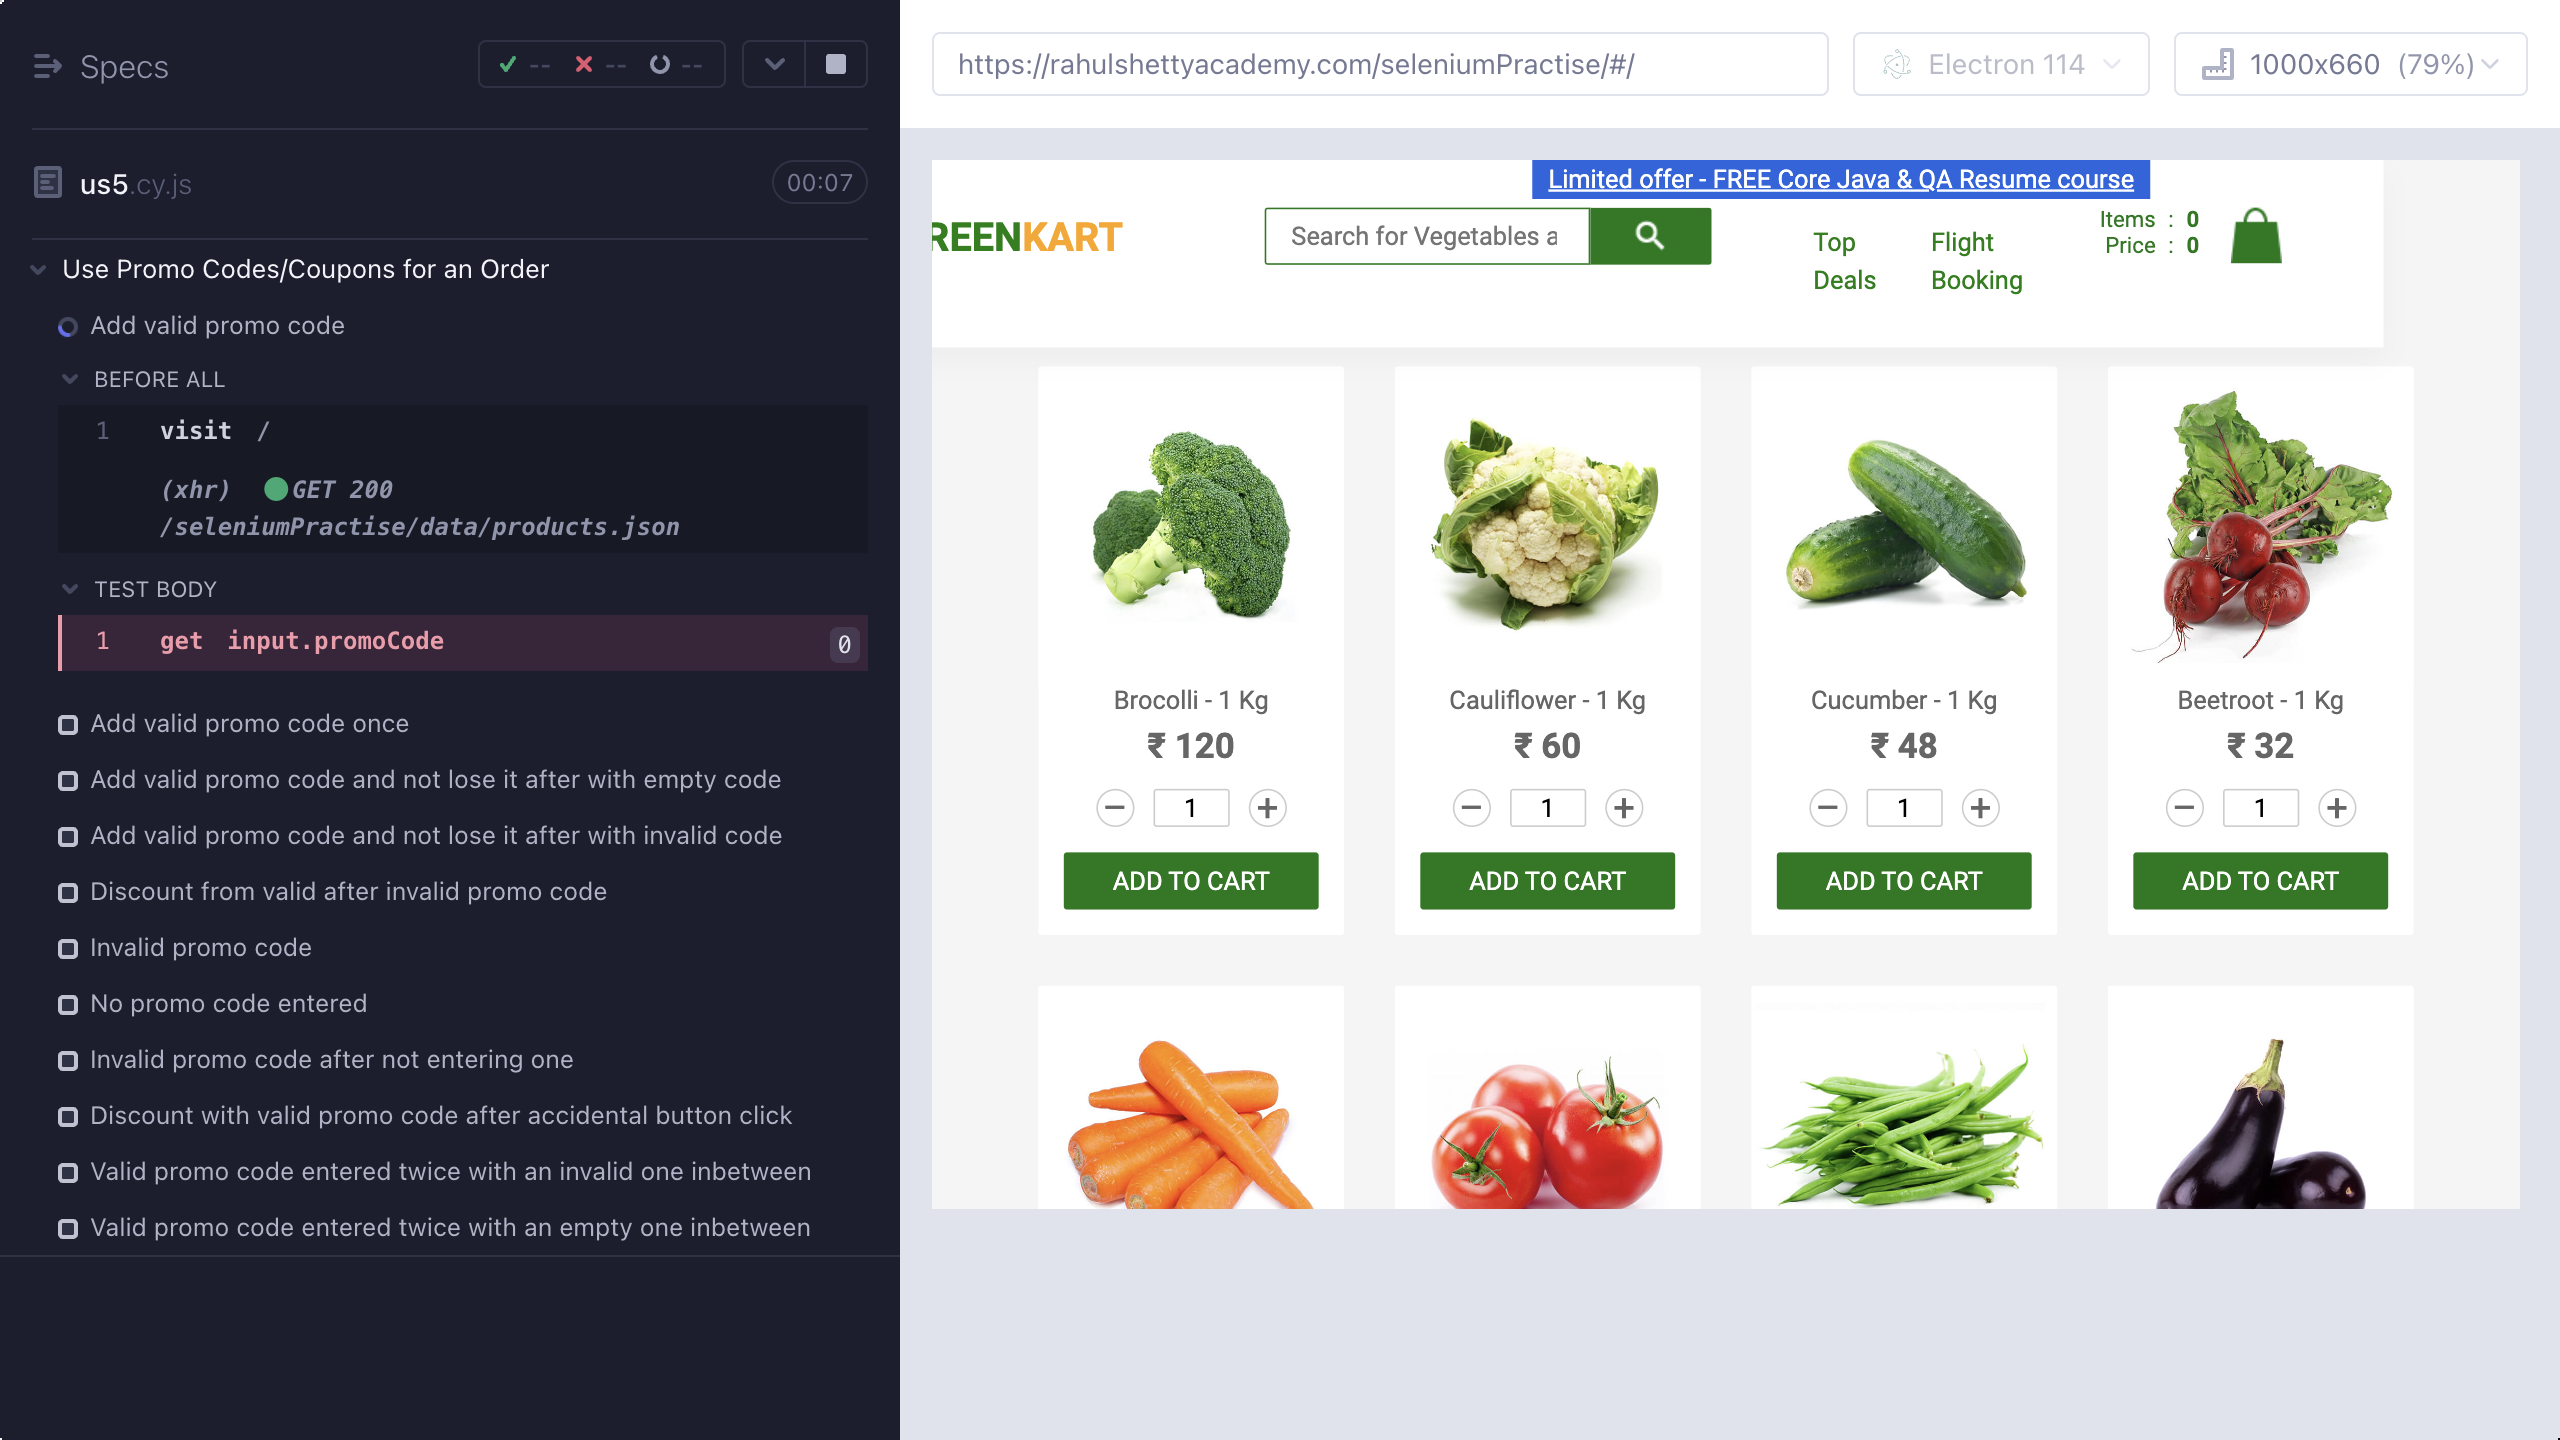 Specs
-- -- --
us5.cy.js
00:07
Use Promo Codes/Coupons for an Order
Add valid promo code
BEFORE ALL
1 visit /
(xhr) GET 200
/seleniumPractise/data/products.json
TEST BODY
1 get input.promoCode 0
Add valid promo code once
Add valid promo code and not lose it after with empty code
Add valid promo code and not lose it after with invalid code
Discount from valid after invalid promo code
Invalid promo code
No promo code entered
Invalid promo code after not entering one
Discount with valid promo code after accidental button click
Valid promo code entered twice with an invalid one inbetween
Valid promo code entered twice with an empty one inbetween
https://rahulshettyacademy.com/seleniumPractise/#/
Electron 114
1000x660 (79%)
Limited offer - FREE Core Java & QA Resume course
REENKART
Search for Vegetables a
Top Deals
Flight Booking
Items : 0
Price : 0
Brocolli - 1 Kg
₹ 120
− 1 +
ADD TO CART
Cauliflower - 1 Kg
₹ 60
− 1 +
ADD TO CART
Cucumber - 1 Kg
₹ 48
− 1 +
ADD TO CART
Beetroot - 1 Kg
₹ 32
− 1 +
ADD TO CART